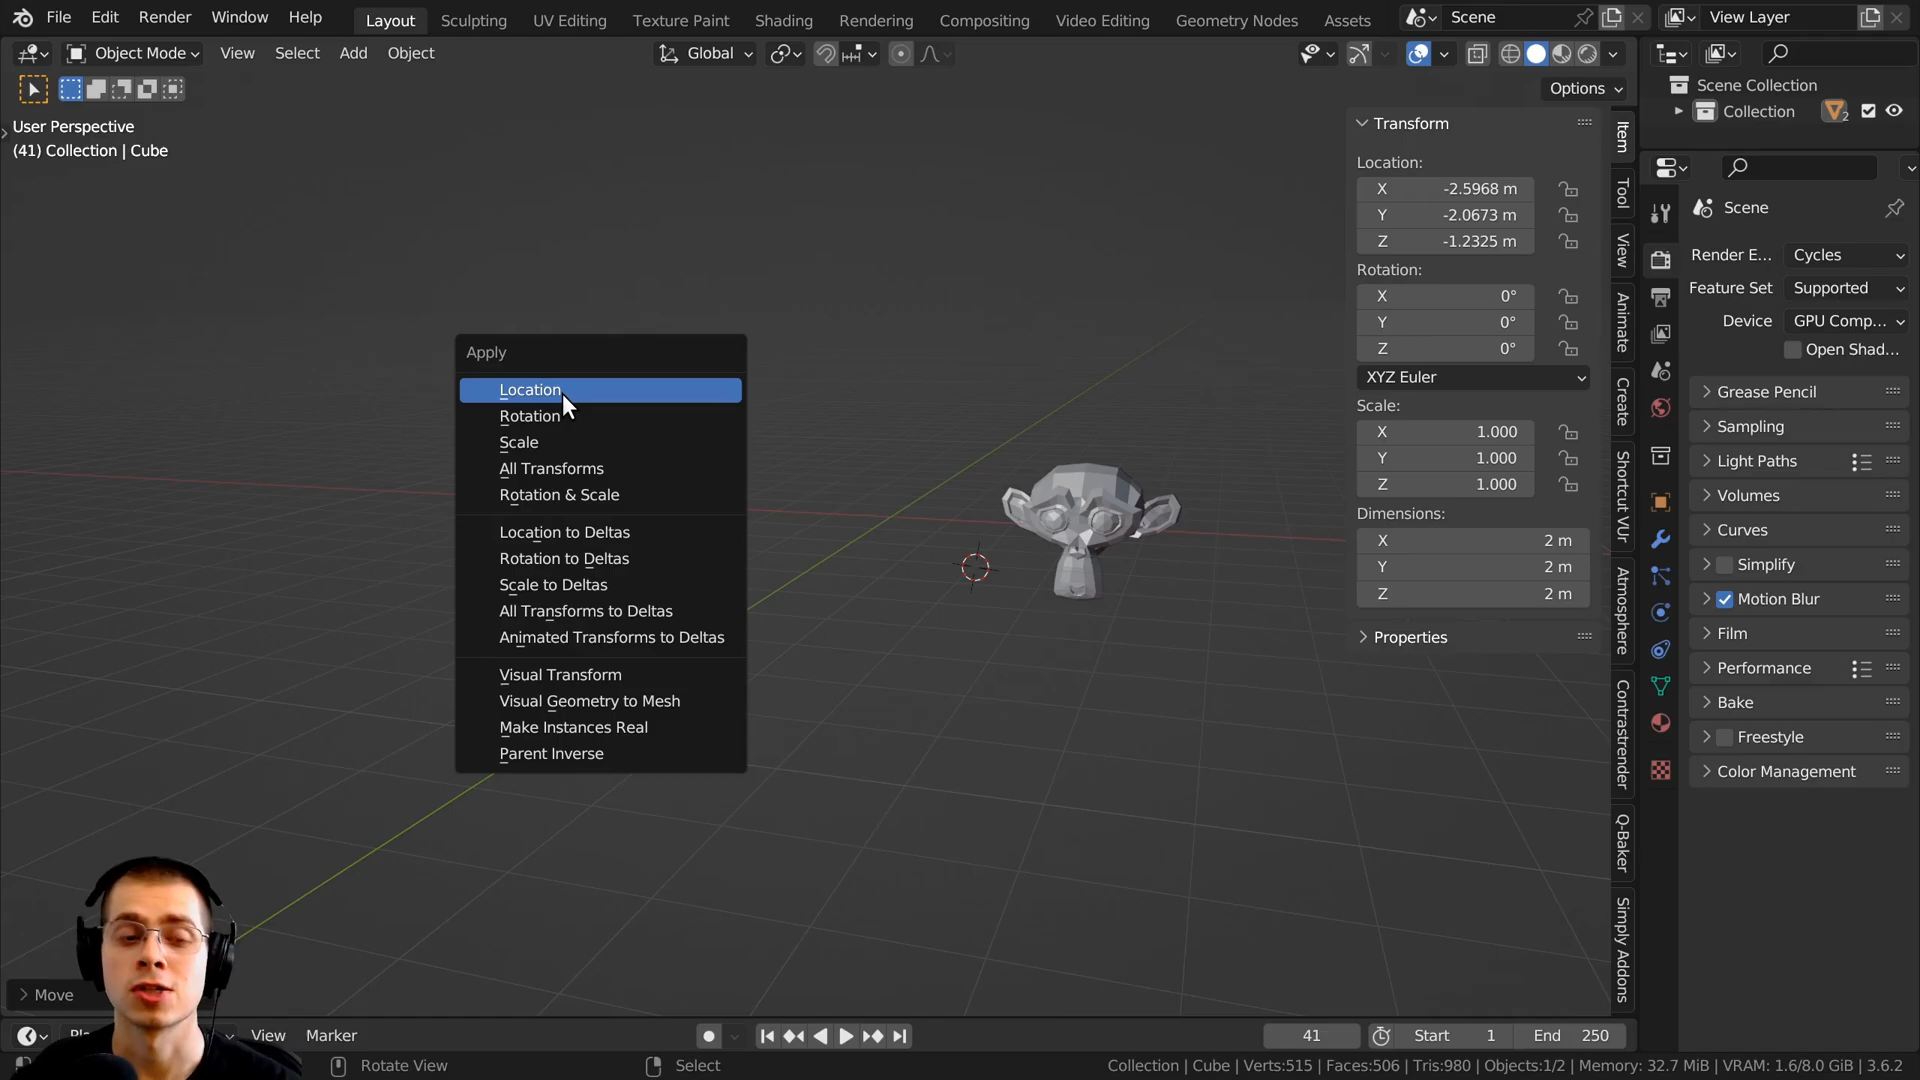 File Edit Render Window Help Layout Sculpting UV Editing Texture Paint Shading Rendering Compositing Video Editing Geometry Nodes Assets Scene View Layer
Object Mode View Select Add Object Global
Options
User Perspective
(41) Collection | Cube
Apply
Location
Rotation
Scale
All Transforms
Rotation & Scale
Location to Deltas
Rotation to Deltas
Scale to Deltas
All Transforms to Deltas
Animated Transforms to Deltas
Visual Transform
Visual Geometry to Mesh
Make Instances Real
Parent Inverse
Transform
Location:
X -2.5968 m
Y -2.0673 m
Z -1.2325 m
Rotation:
X 0°
Y 0°
Z 0°
XYZ Euler
Scale:
X 1.000
Y 1.000
Z 1.000
Dimensions:
X 2 m
Y 2 m
Z 2 m
Properties
Item
Tool
View
Animate
Create
Shortcut VUr
Atmosphere
Contrastrender
Q-Baker
Simply Addons
Scene Collection
Collection 2
Scene
Render E... Cycles
Feature Set Supported
Device GPU Comp...
Open Shad...
Grease Pencil
Sampling
Light Paths
Volumes
Curves
Simplify
Motion Blur
Film
Performance
Bake
Freestyle
Color Management
Move
View Marker 41 Start 1 End 250
Rotate View Select Collection | Cube | Verts:515 | Faces:506 | Tris:980 | Objects:1/2 | Memory: 32.7 MiB | VRAM: 1.6/8.0 GiB | 3.6.2